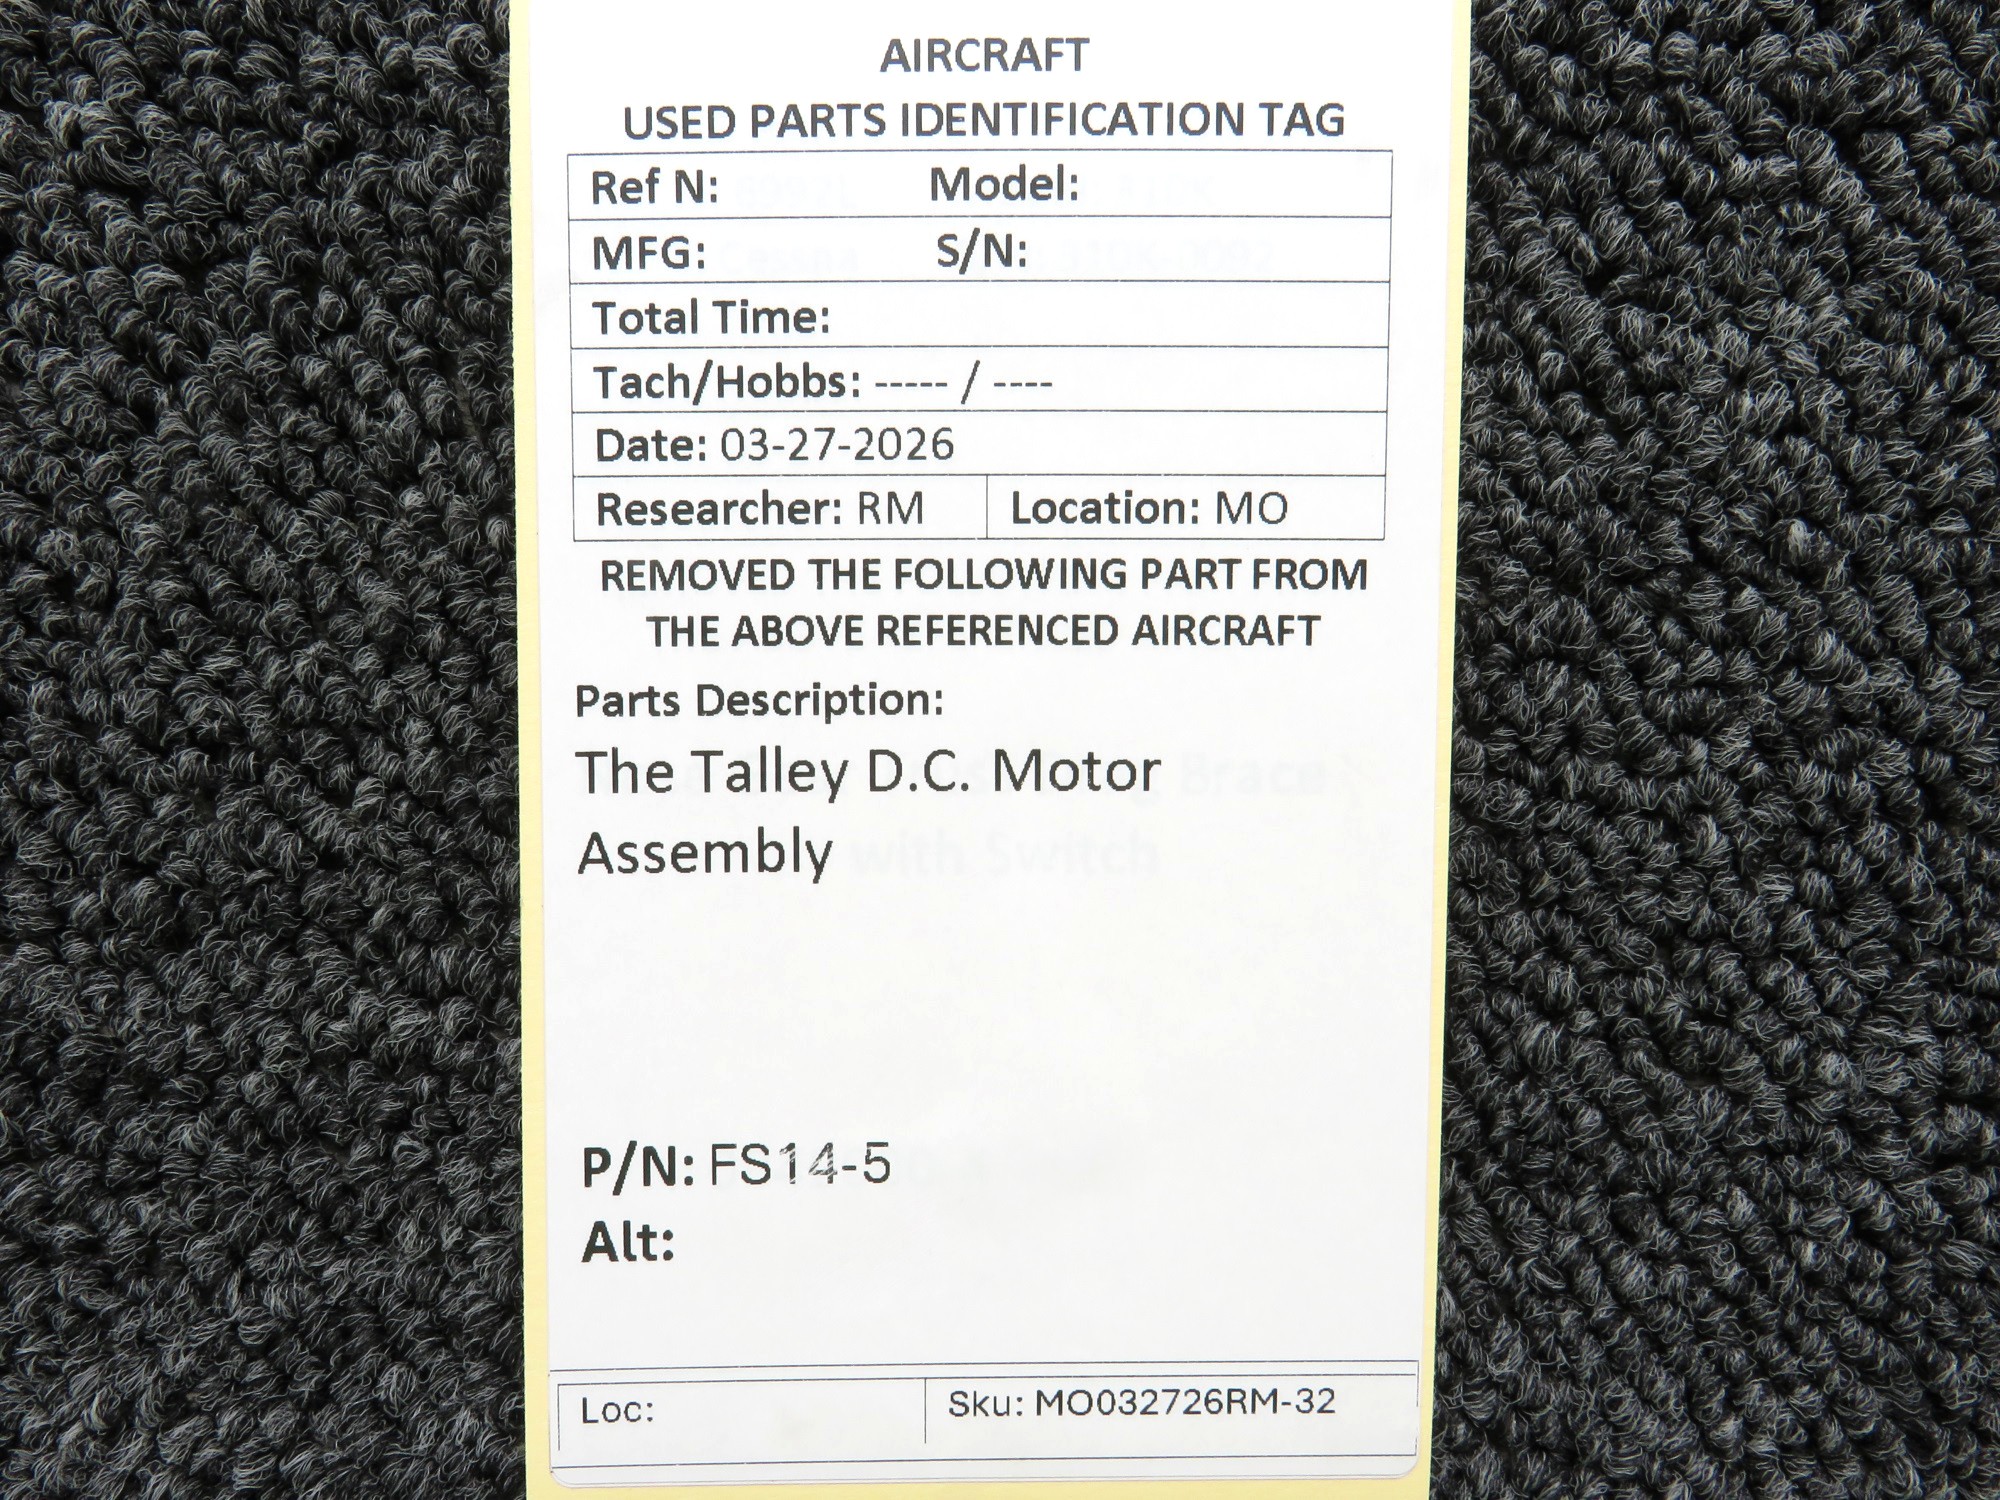 AIRCRAFT
USED PARTS IDENTIFICATION TAG
Ref N: Model:
MFG: S/N:
Total Time:
Tach/Hobbs: ----- / ----
Date: 03-27-2026
Researcher: RM Location: MO
REMOVED THE FOLLOWING PART FROM
THE ABOVE REFERENCED AIRCRAFT
Parts Description:
The Talley D.C. Motor
Assembly
P/N: FS14-5
Alt:
Loc: Sku: MO032726RM-32